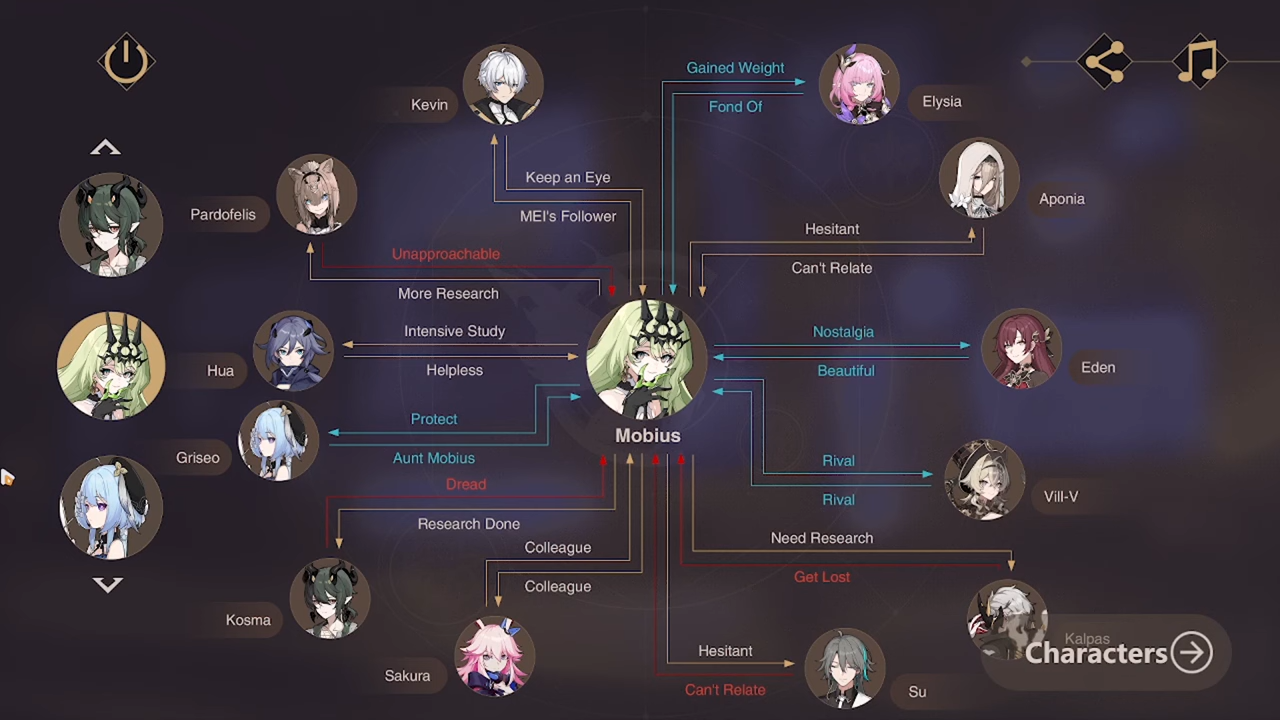 Gained Weight
Kevin
Elysia
Fond Of
Keep an Eye
Aponia
Pardofelis
MEI's Follower
Hesitant
Unapproachable
Can't Relate
More Research
Intensive Study
Nostalgia
Hua
Helpless
Beautiful
Eden
Protect
Mobius
Griseo
Aunt Mobius
Rival
Dread
Vill-V
Rival
Research Done
Need Research
Colleague
Get Lost
Colleague
Kosma
Kalpas
Hesitant
Characters
Sakura
Can't Relate
Su